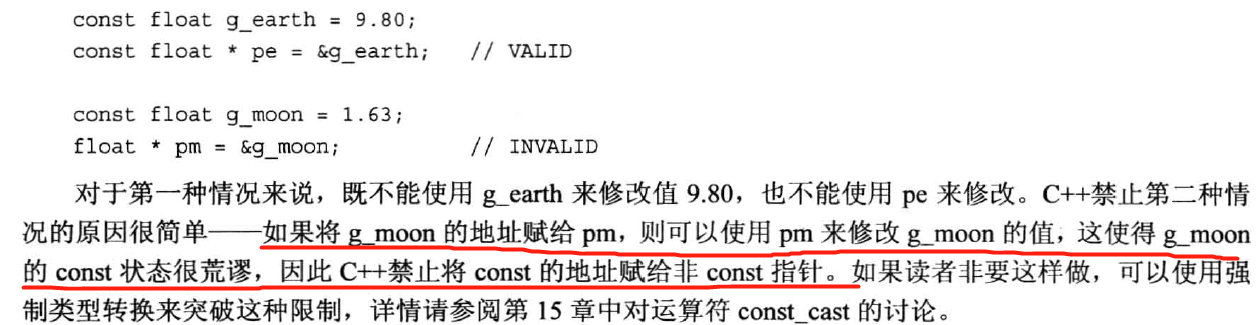 const float g_earth = 9.80;
const float * pe = &g_earth;   // VALID
const float g_moon = 1.63;
float * pm = &g_moon;          // INVALID
对于第一种情况来说，既不能使用 g_earth 来修改值 9.80，也不能使用 pe 来修改。C++禁止第二种情
况的原因很简单——如果将 g_moon 的地址赋给 pm，则可以使用 pm 来修改 g_moon 的值，这使得 g_moon
的 const 状态很荒谬，因此 C++禁止将 const 的地址赋给非 const 指针。如果读者非要这样做，可以使用强
制类型转换来突破这种限制，详情请参阅第 15 章中对运算符 const_cast 的讨论。